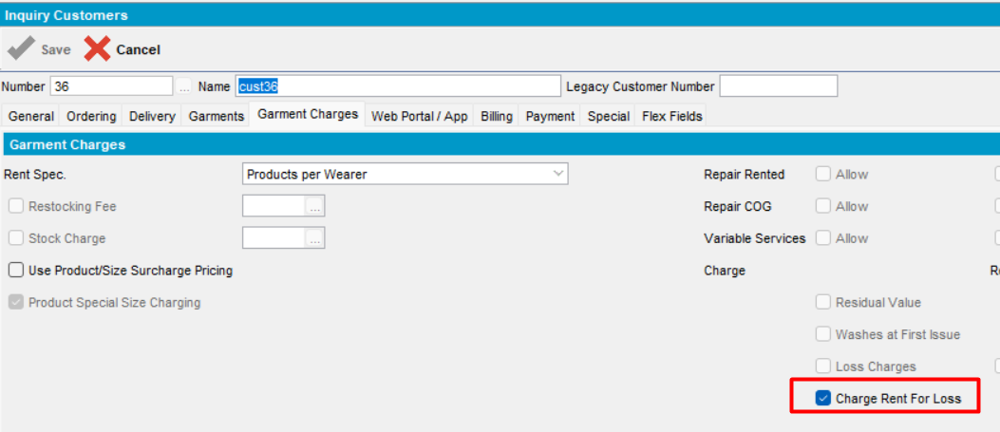 Inquiry Customers
Save Cancel
Number 36 ... Name cust36 Legacy Customer Number
General Ordering Delivery Garments Garment Charges Web Portal / App Billing Payment Special Flex Fields
Garment Charges
Rent Spec. Products per Wearer Repair Rented Allow
Restocking Fee ... Repair COG Allow
Stock Charge ... Variable Services Allow
Use Product/Size Surcharge Pricing Charge
Product Special Size Charging Residual Value
Washes at First Issue
Loss Charges
Charge Rent For Loss